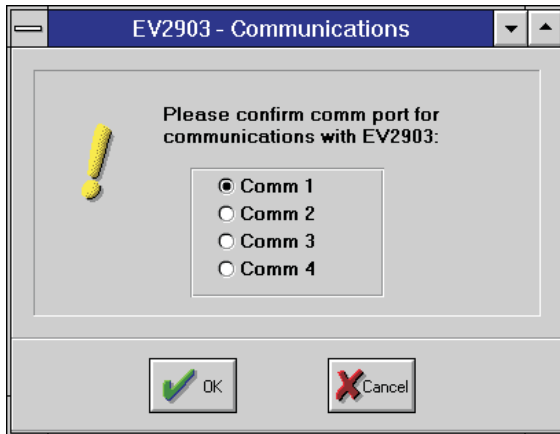 EV2903 - Communications
Please confirm comm port for
communications with EV2903:
Comm 1
Comm 2
Comm 3
Comm 4
OK
Cancel